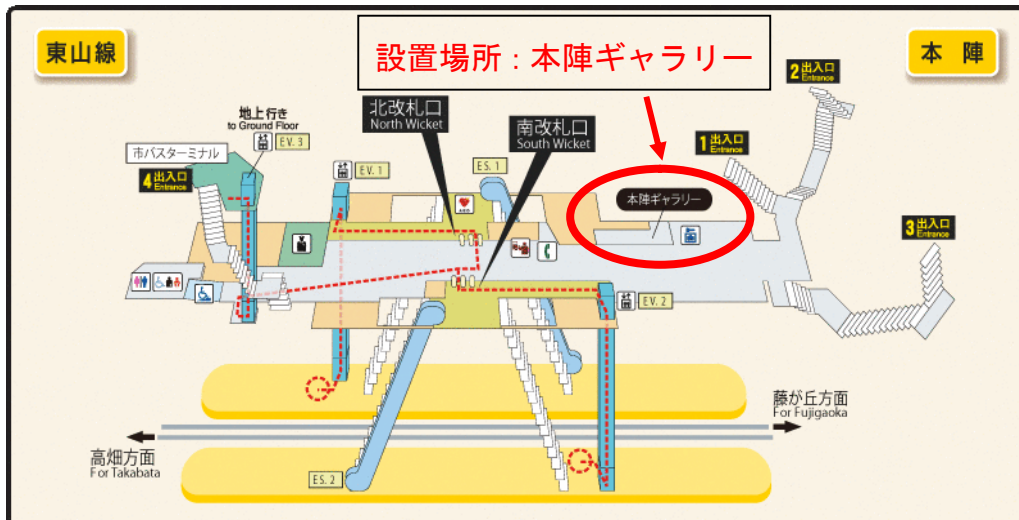 東山線
設置場所：本陣ギャラリー
本陣
2 出入口
Entrance
地上行き
to Ground Floor
EV.3
北改札口
North Wicket
南改札口
South Wicket
1 出入口
Entrance
市バスターミナル
4 出入口
Entrance
EV.1
ES.1
本陣ギャラリー
3 出入口
Entrance
EV.2
藤が丘方面
For Fujigaoka
高畑方面
For Takabata
ES.2